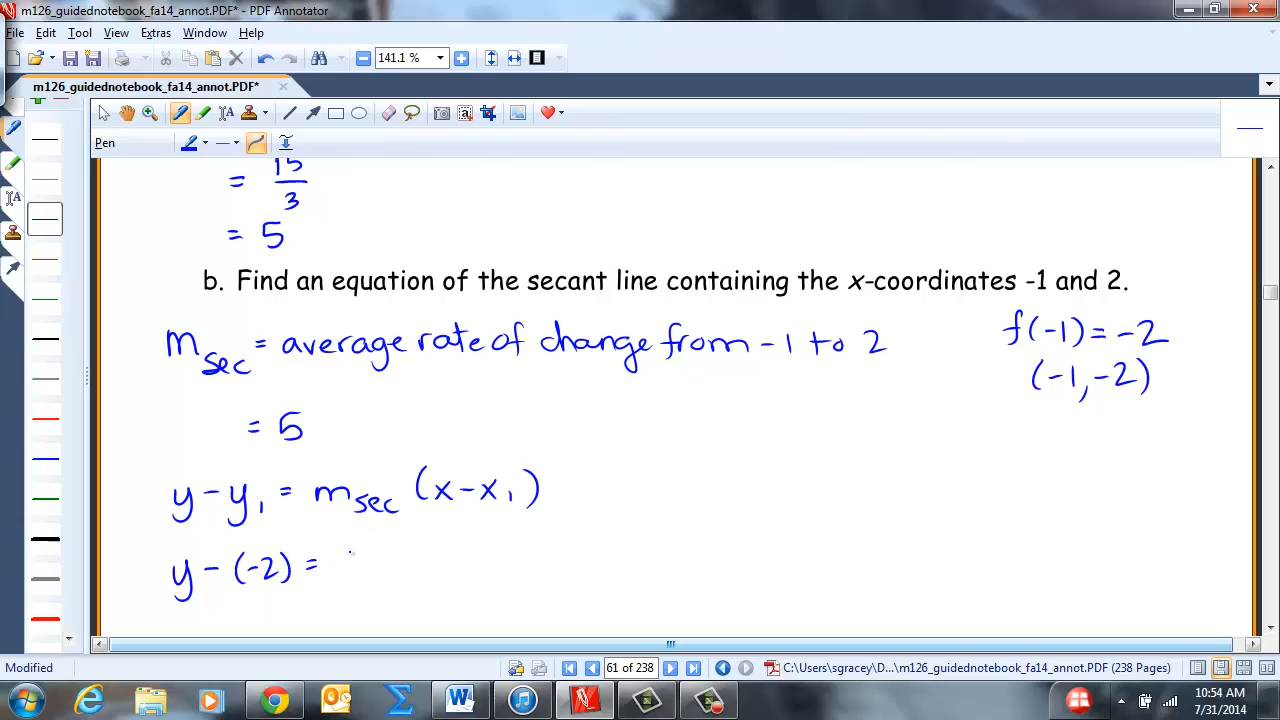 m126_guidednotebook_fa14_annot.PDF* - PDF Annotator
File Edit Tool View Extras Window Help
141.1 %
m126_guidednotebook_fa14_annot.PDF*
Pen
= 15/3
= 5
b. Find an equation of the secant line containing the x-coordinates -1 and 2.
m sec = average rate of change from -1 to 2
f(-1) = -2
(-1, -2)
= 5
y - y₁ = m sec (x - x₁)
y - (-2) =
61 of 238
C:\Users\sgracey\D...\m126_guidednotebook_fa14_annot.PDF (238 Pages)
Modified
10:54 AM
7/31/2014